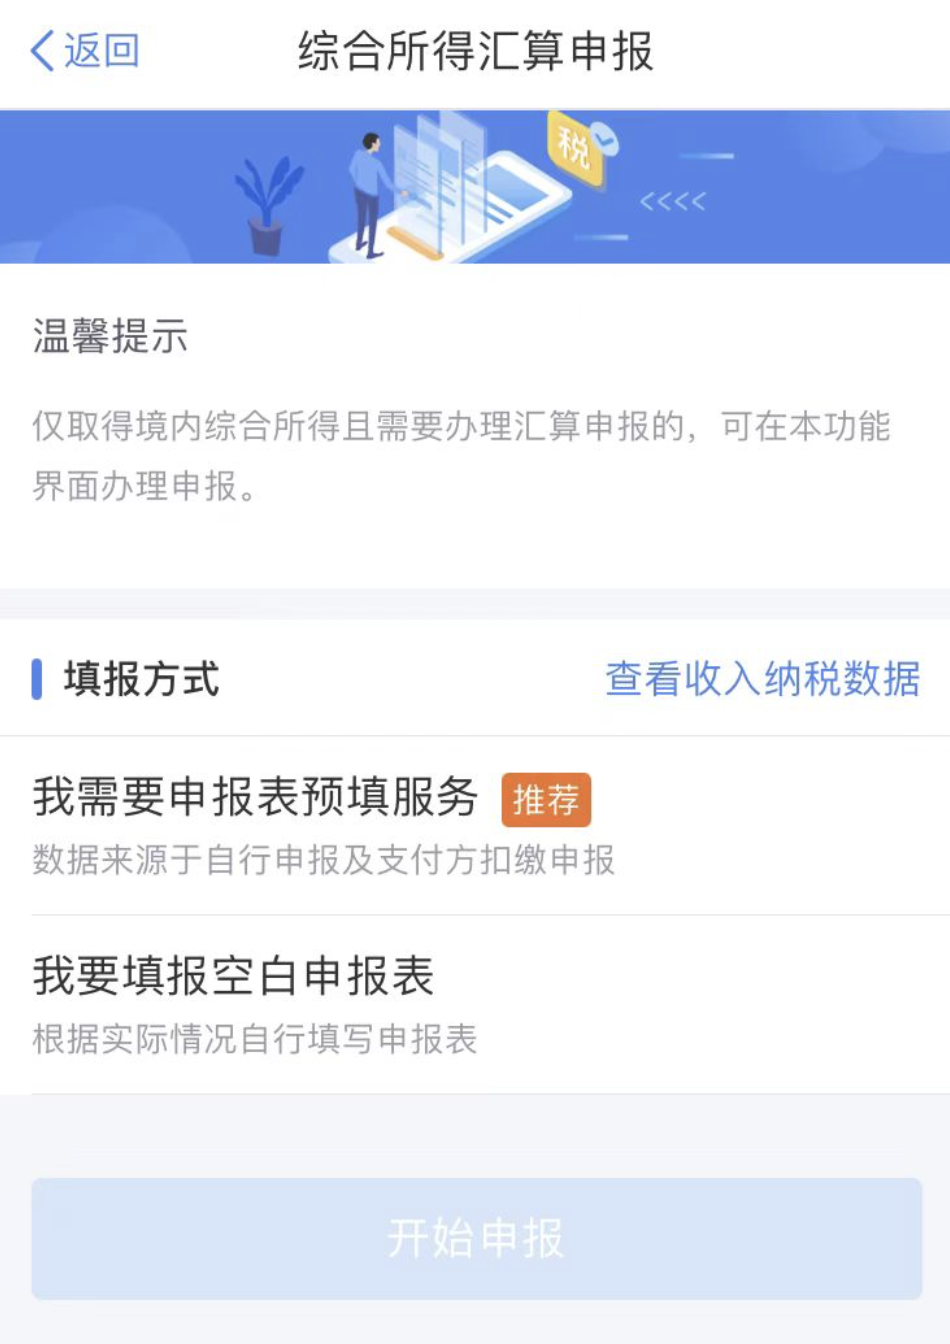 返回
综合所得汇算申报
税
<<<<
温馨提示
仅取得境内综合所得且需要办理汇算申报的，可在本功能
界面办理申报。
填报方式
查看收入纳税数据
我需要申报表预填服务 推荐
数据来源于自行申报及支付方扣缴申报
我要填报空白申报表
根据实际情况自行填写申报表
开始申报